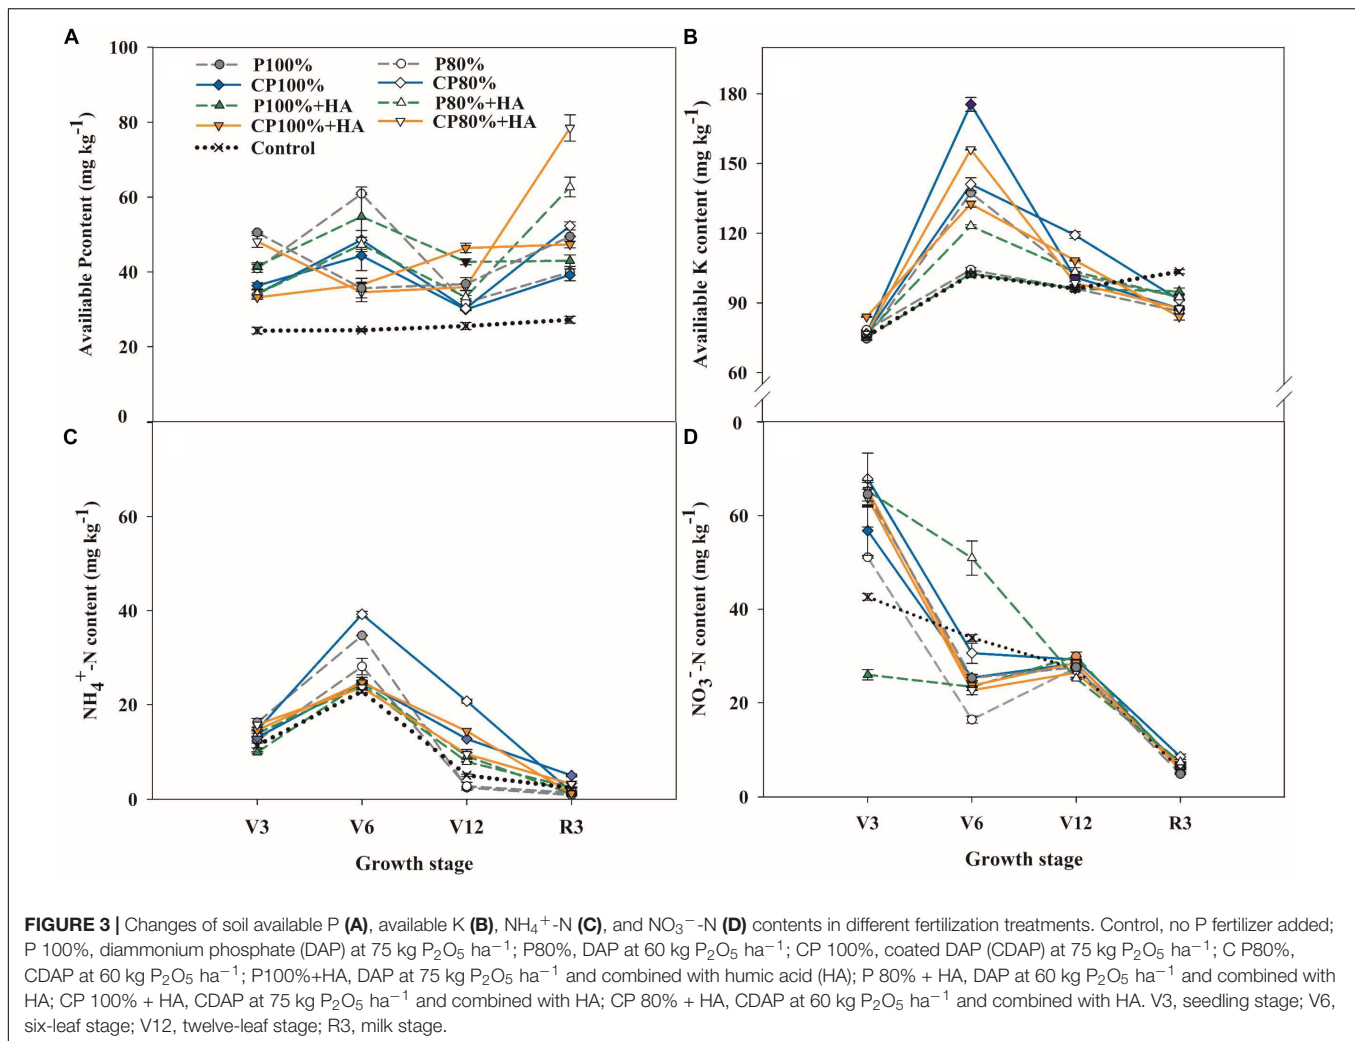 A
B
100
80
60
40
20
0
Availiable Pcontent (mg kg⁻¹)
P100%
CP100%
P100%+HA
CP100%+HA
Control
P80%
CP80%
P80%+HA
CP80%+HA
180
150
120
90
60
0
Availiable K content (mg kg⁻¹)
C
D
60
40
20
0
NH₄⁺-N content (mg kg⁻¹)
V3 V6 V12 R3
Growth stage
60
40
20
0
NO₃⁻-N content (mg kg⁻¹)
V3 V6 V12 R3
Growth stage
FIGURE 3 | Changes of soil available P (A), available K (B), NH₄⁺-N (C), and NO₃⁻-N (D) contents in different fertilization treatments. Control, no P fertilizer added;
P 100%, diammonium phosphate (DAP) at 75 kg P₂O₅ ha⁻¹; P80%, DAP at 60 kg P₂O₅ ha⁻¹; CP 100%, coated DAP (CDAP) at 75 kg P₂O₅ ha⁻¹; C P80%,
CDAP at 60 kg P₂O₅ ha⁻¹; P100%+HA, DAP at 75 kg P₂O₅ ha⁻¹ and combined with humic acid (HA); P 80% + HA, DAP at 60 kg P₂O₅ ha⁻¹ and combined with
HA; CP 100% + HA, CDAP at 75 kg P₂O₅ ha⁻¹ and combined with HA; CP 80% + HA, CDAP at 60 kg P₂O₅ ha⁻¹ and combined with HA. V3, seedling stage; V6,
six-leaf stage; V12, twelve-leaf stage; R3, milk stage.